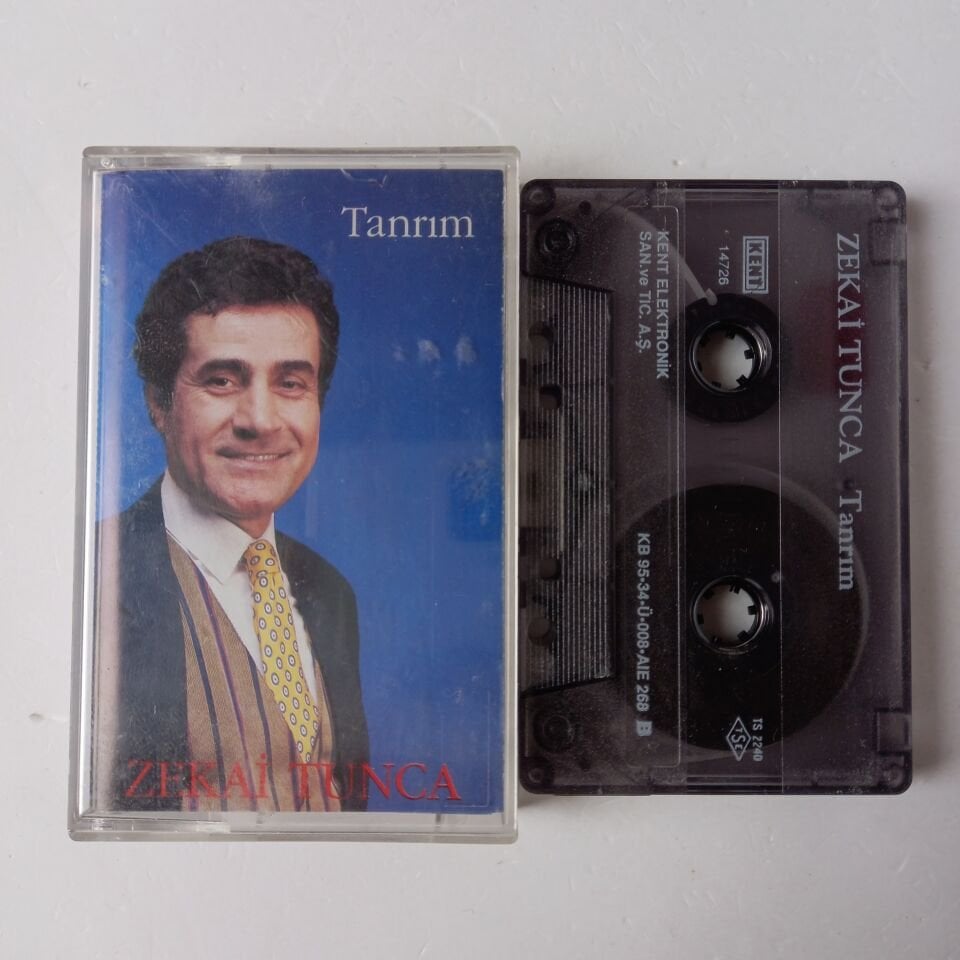 Tanrım
ZEKAİ TUNCA
ZEKAİ TUNCA Tanrım
KENT
14726
KENT ELEKTRONİK
SAN.ve TİC. A.Ş.
KB 95-34-Ü-008-AIE 268 B
TS 2240
TSE